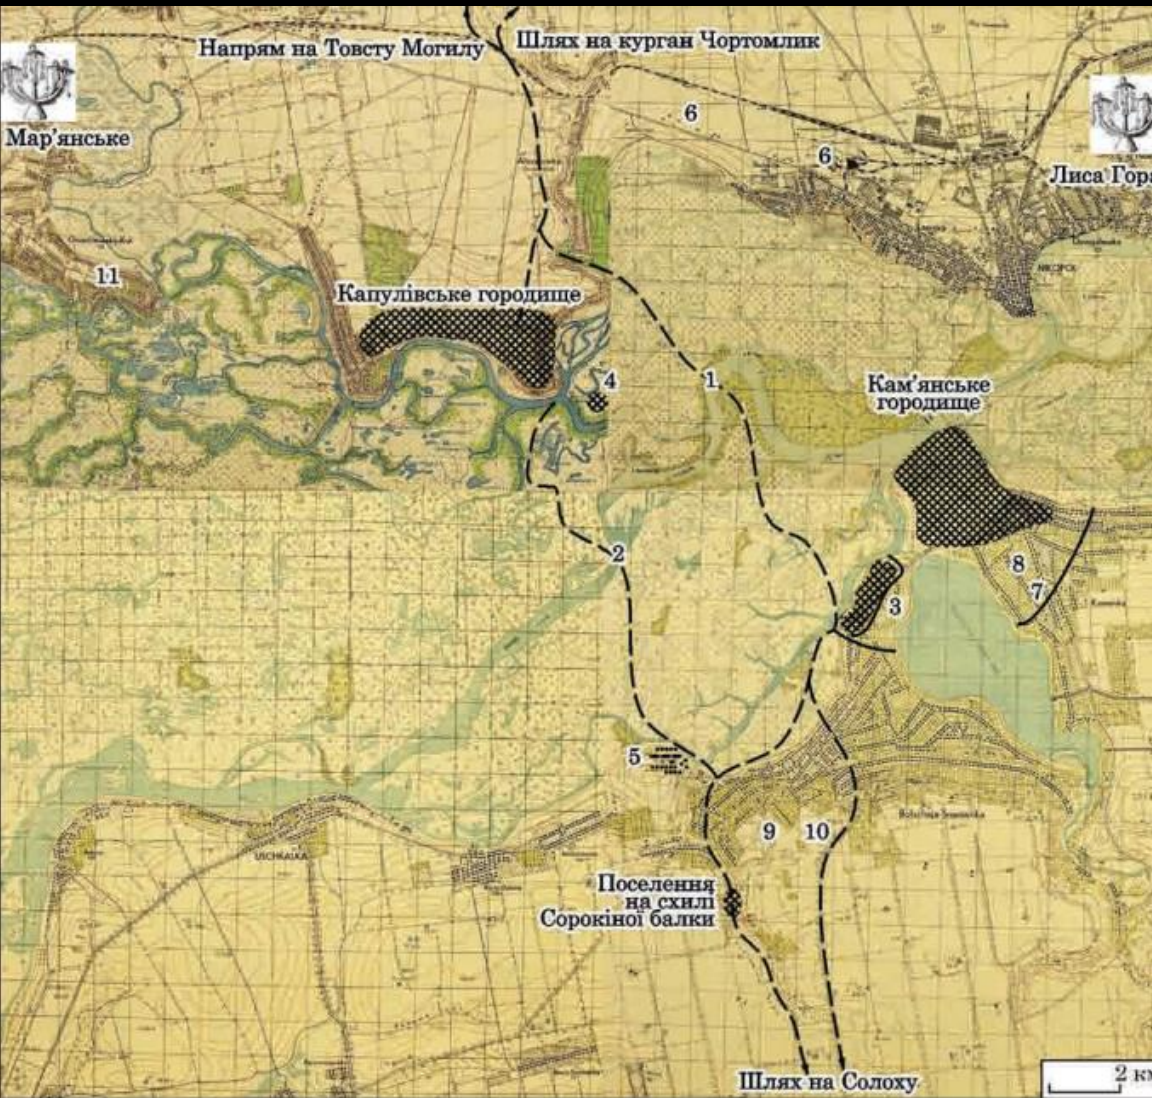 Напрям на Товсту Могилу
Шлях на курган Чортомлик
Мар’янське
6
6
Лиса Гора
11
NIKOPOL
Капулівське городище
4
1
Кам’янське
городище
2
8
7
3
5
USCHKALKA
9
10
Поселення
на схилі
Сорокіної балки
Шлях на Солоху
2 км